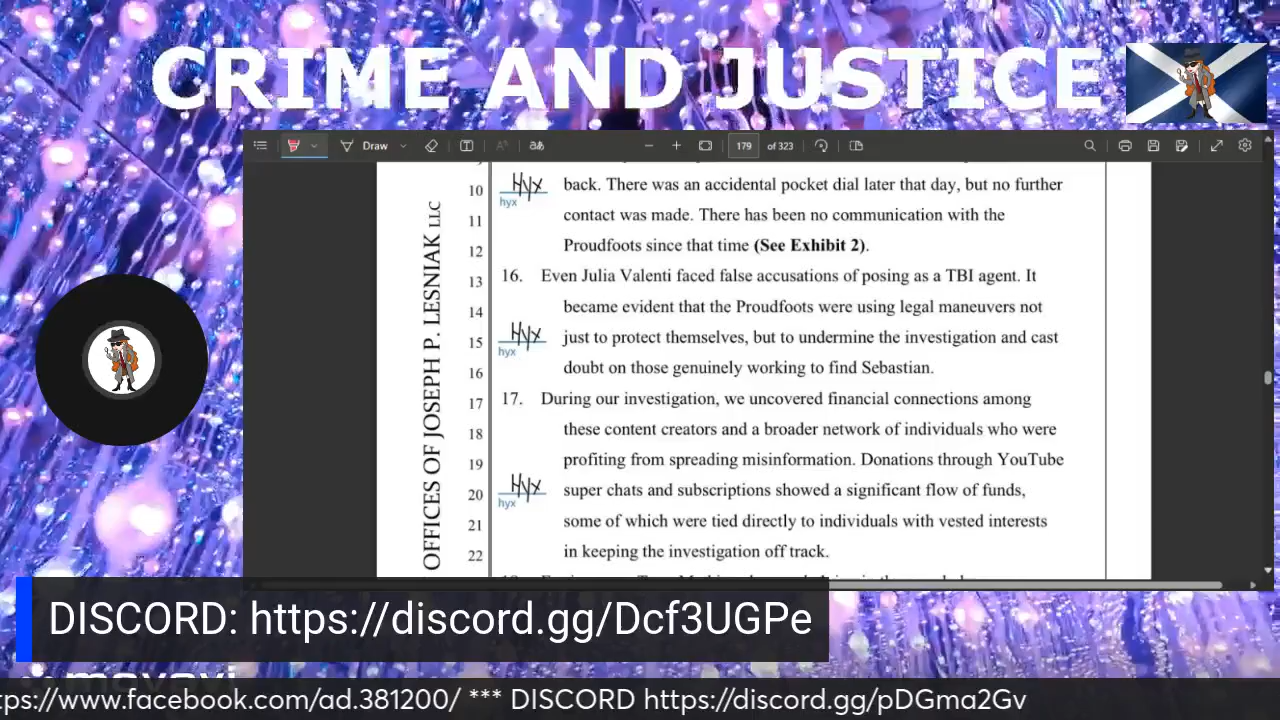 CRIME AND JUSTICE
Draw
179 of 323
10 Hyx back. There was an accidental pocket dial later that day, but no further
hyx
11 contact was made. There has been no communication with the
12 Proudfoots since that time (See Exhibit 2).
13 16. Even Julia Valenti faced false accusations of posing as a TBI agent. It
14 became evident that the Proudfoots were using legal maneuvers not
15 Hyx just to protect themselves, but to undermine the investigation and cast
hyx
16 doubt on those genuinely working to find Sebastian.
17 17. During our investigation, we uncovered financial connections among
18 these content creators and a broader network of individuals who were
19 profiting from spreading misinformation. Donations through YouTube
20 Hyx super chats and subscriptions showed a significant flow of funds,
hyx
21 some of which were tied directly to individuals with vested interests
22 in keeping the investigation off track.
OFFICES OF JOSEPH P. LESNIAK LLC
DISCORD: https://discord.gg/Dcf3UGPe
tps://www.facebook.com/ad.381200/ *** DISCORD https://discord.gg/pDGma2Gv